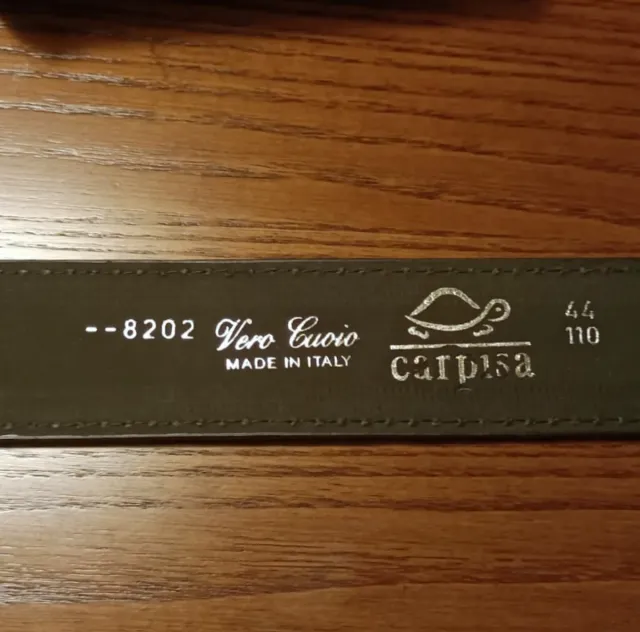 --8202
Vero Cuoio
MADE IN ITALY
carpisa
44
110